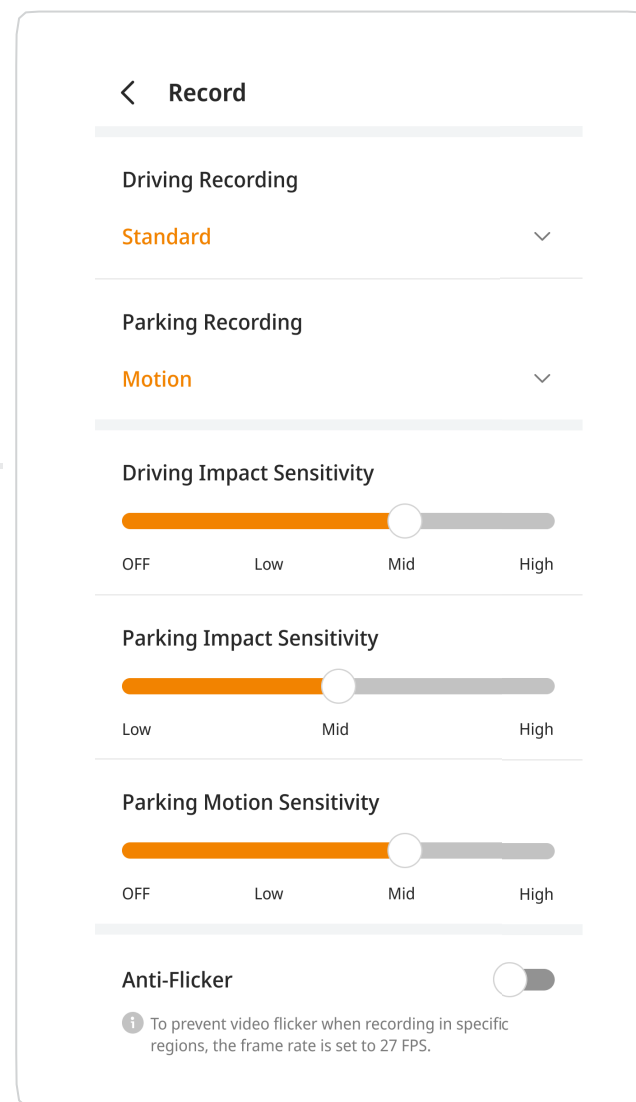 Record
Driving Recording
Standard
Parking Recording
Motion
Driving Impact Sensitivity
OFF Low Mid High
Parking Impact Sensitivity
Low Mid High
Parking Motion Sensitivity
OFF Low Mid High
Anti-Flicker
To prevent video flicker when recording in specific
regions, the frame rate is set to 27 FPS.